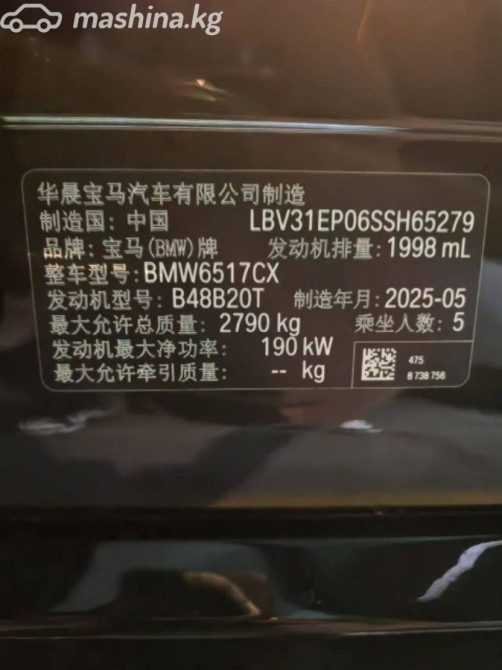 mashina.kg
华晨宝马汽车有限公司制造
制造国：中国 LBV31EP06SSH65279
品牌：宝马(BMW)牌 发动机排量：1998 mL
整车型号：BMW6517CX
发动机型号：B48B20T 制造年月：2025-05
最大允许总质量：2790 kg 乘坐人数：5
发动机最大净功率：190 kW
最大允许牵引质量：-- kg
475
8 738 756